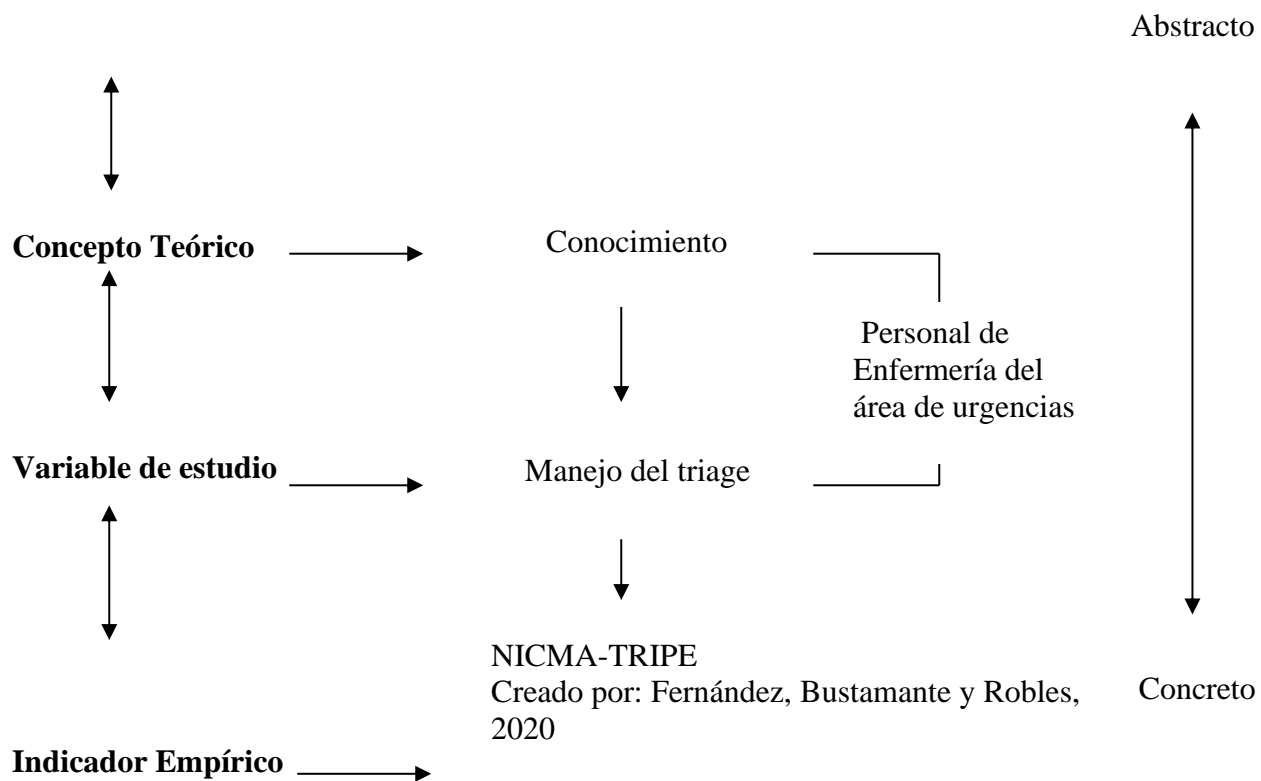 Abstracto
Concepto Teórico
Conocimiento
Personal de
Enfermería del
área de urgencias
Variable de estudio
Manejo del triage
NICMA-TRIPE
Creado por: Fernández, Bustamante y Robles,
2020
Concreto
Indicador Empírico